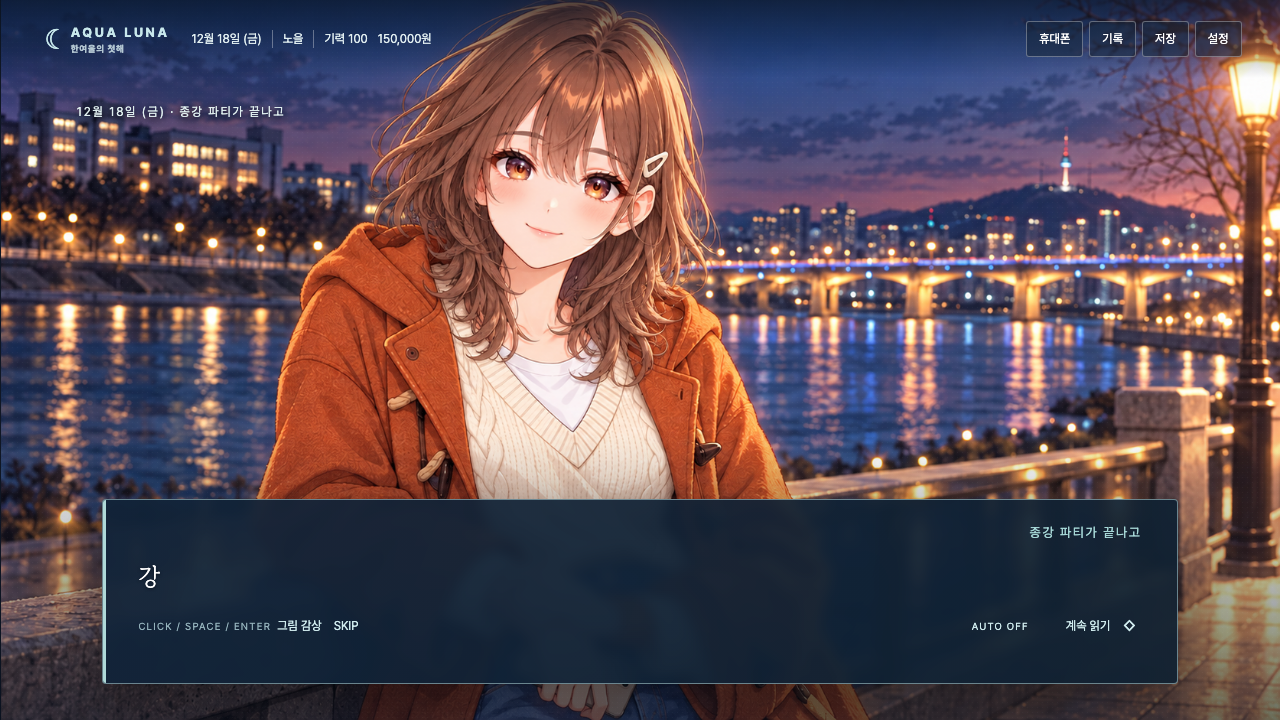 AQUA LUNA
한여울의 첫해
12월 18일 (금) 노을 기력 100 150,000원
휴대폰 기록 저장 설정
12월 18일 (금) · 종강 파티가 끝나고
종강 파티가 끝나고
강
CLICK / SPACE / ENTER 그림 감상 SKIP
AUTO OFF 계속 읽기